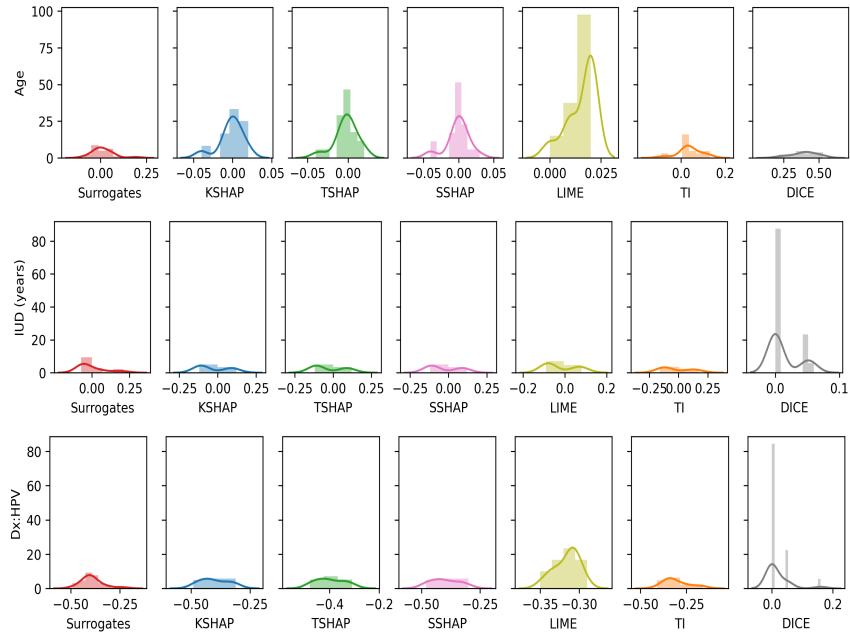 100
75
50
25
0
Age
0.00 0.25
−0.05 0.00 0.05
−0.05 0.00
−0.05 0.00 0.05
0.000 0.025
0.0 0.2
0.25 0.50
Surrogates KSHAP TSHAP SSHAP LIME TI DICE
80
60
40
20
0
IUD (years)
0.00 0.25
−0.25 0.00 0.25
−0.25 0.00 0.25
−0.25 0.00 0.25
−0.2 0.0 0.2
−0.25 0.00 0.25
0.0 0.1
Surrogates KSHAP TSHAP SSHAP LIME TI DICE
80
60
40
20
0
Dx:HPV
−0.50 −0.25
−0.50 −0.25
−0.4 −0.2
−0.50 −0.25
−0.35 −0.30
−0.50 −0.25
0.0 0.2
Surrogates KSHAP TSHAP SSHAP LIME TI DICE